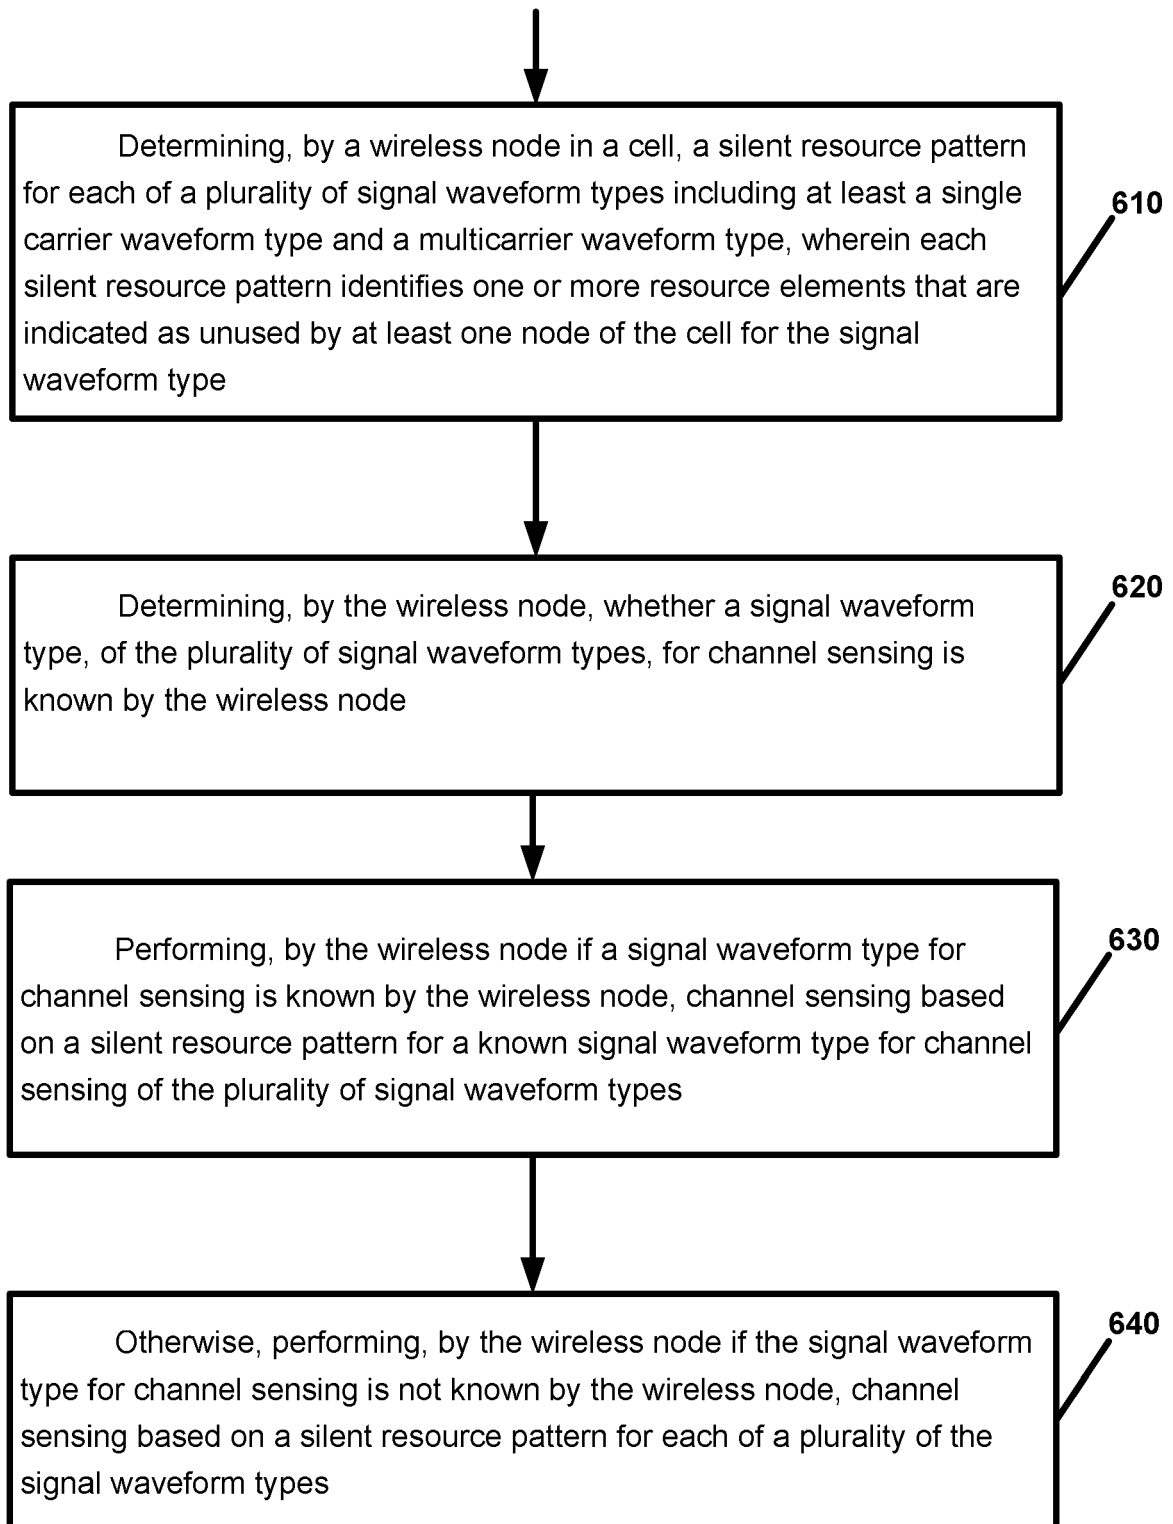 Determining, by a wireless node in a cell, a silent resource pattern
for each of a plurality of signal waveform types including at least a single
carrier waveform type and a multicarrier waveform type, wherein each
silent resource pattern identifies one or more resource elements that are
indicated as unused by at least one node of the cell for the signal
waveform type
610
Determining, by the wireless node, whether a signal waveform
type, of the plurality of signal waveform types, for channel sensing is
known by the wireless node
620
Performing, by the wireless node if a signal waveform type for
channel sensing is known by the wireless node, channel sensing based
on a silent resource pattern for a known signal waveform type for channel
sensing of the plurality of signal waveform types
630
Otherwise, performing, by the wireless node if the signal waveform
type for channel sensing is not known by the wireless node, channel
sensing based on a silent resource pattern for each of a plurality of the
signal waveform types
640